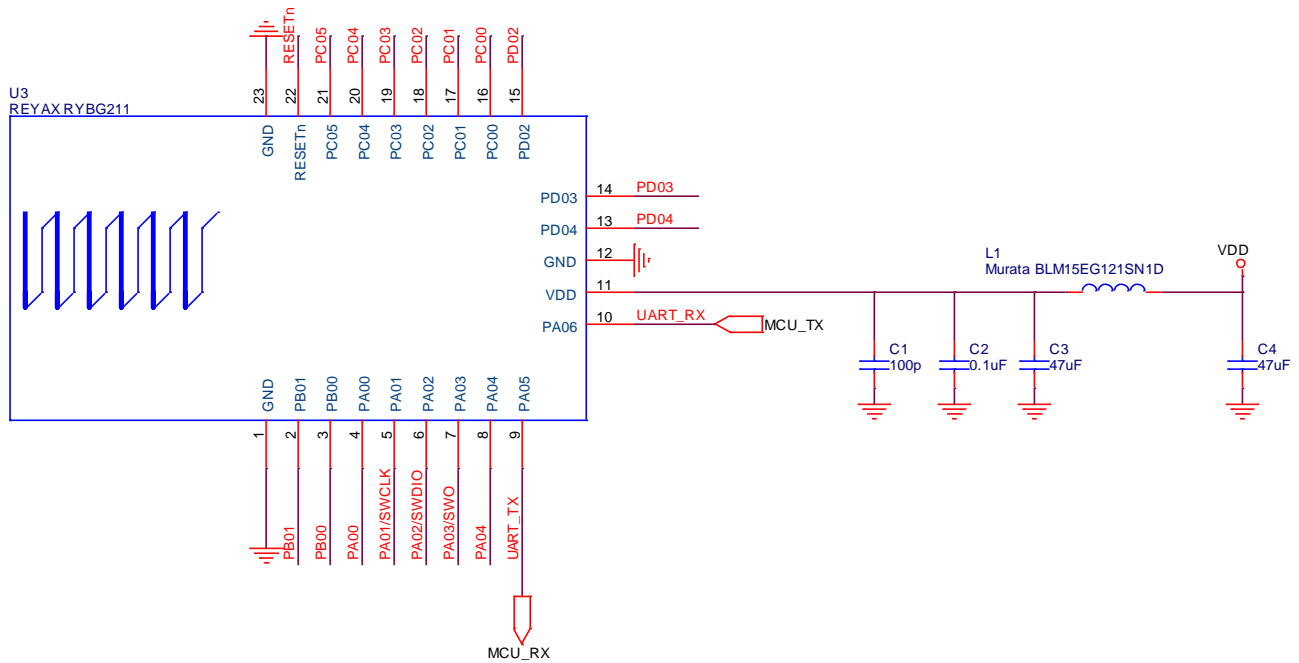 U3
REYAX RYBG211
RESETn
PC05
PC04
PC03
PC02
PC01
PC00
PD02
23
22
21
20
19
18
17
16
15
GND
RESETn
PC05
PC04
PC03
PC02
PC01
PC00
PD02
PD03
14
PD03
PD04
13
PD04
GND
12
VDD
11
PA06
10
UART_RX
MCU_TX
L1
Murata BLM15EG121SN1D
VDD
C1
100p
C2
0.1uF
C3
47uF
C4
47uF
GND
PB01
PB00
PA00
PA01
PA02
PA03
PA04
PA05
1
2
3
4
5
6
7
8
9
PB01
PB00
PA00
PA01/SWCLK
PA02/SWDIO
PA03/SWO
PA04
UART_TX
MCU_RX